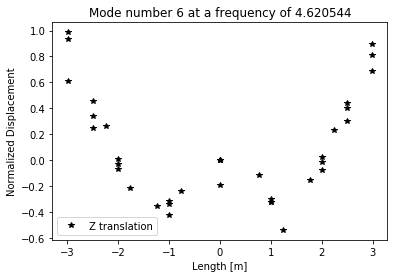 Mode number 6 at a frequency of 4.620544
Normalized Displacement
1.0
0.8
0.6
0.4
0.2
0.0
−0.2
−0.4
−0.6
Z translation
−3 −2 −1 0 1 2 3
Length [m]